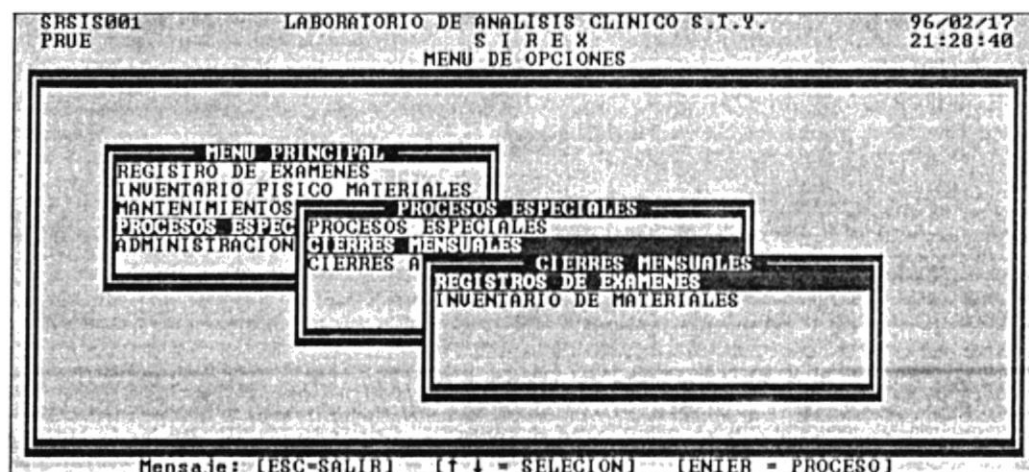 SRSIS001 LABORATORIO DE ANALISIS CLINICO S.T.Y. 96/02/17
PRUE S I R E X 21:28:40
MENU DE OPCIONES
MENU PRINCIPAL
REGISTRO DE EXAMENES
INVENTARIO FISICO MATERIALES
MANTENIMIENTOS
PROCESOS ESPEC
ADMINISTRACION
PROCESOS ESPECIALES
PROCESOS ESPECIALES
CIERRES MENSUALES
CIERRES A
CIERRES MENSUALES
REGISTROS DE EXAMENES
INVENTARIO DE MATERIALES
Mensaje: [ESC=SALIR] [↑ ↓ = SELECION] [ENTER = PROCESO]